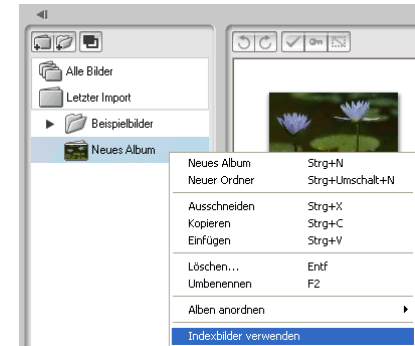 Alle Bilder
Letzter Import
Beispielbilder
Neues Album
Neues Album Strg+N
Neuer Ordner Strg+Umschalt+N
Ausschneiden Strg+X
Kopieren Strg+C
Einfügen Strg+V
Löschen... Entf
Umbenennen F2
Alben anordnen
Indexbilder verwenden